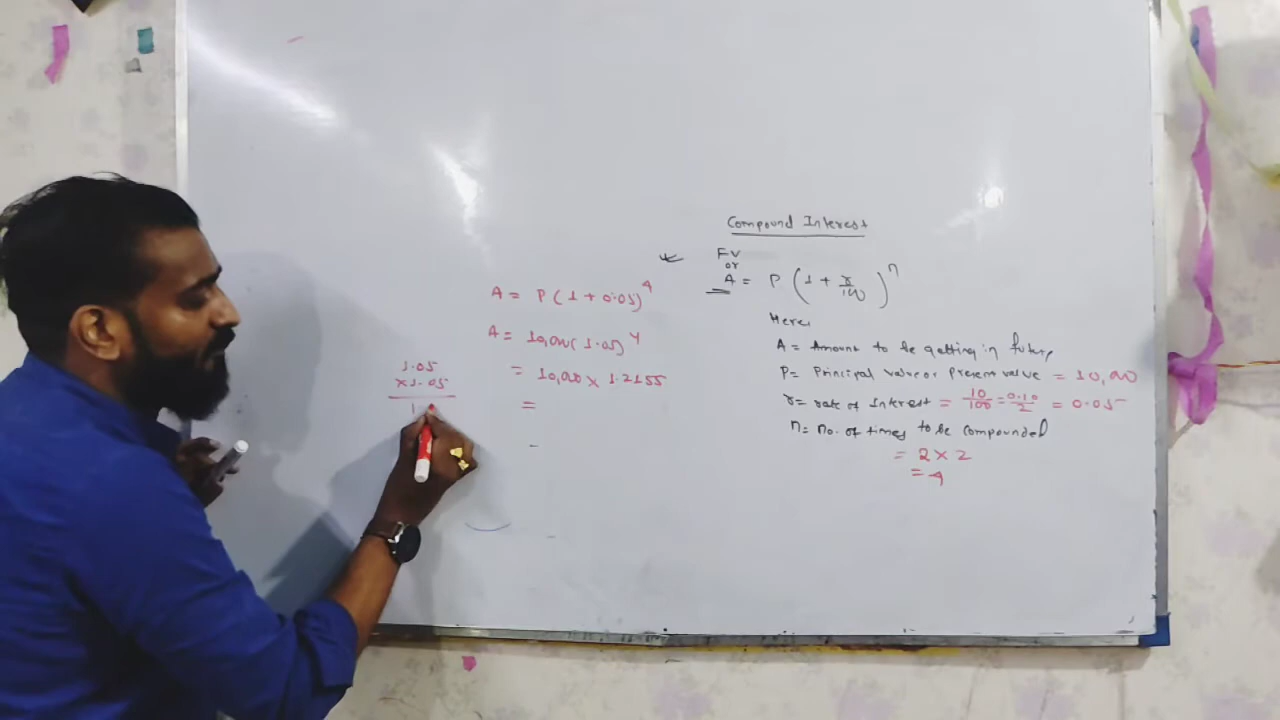 Compound Interest
FV
or
A = P (1 + r/100)^n
Here,
A = Amount to be getting in future
P = Principal value or Present value = 10,000
r = rate of Interest = 10/100 = 0.10/2 = 0.05
n = no. of times to be compounded
= 2 × 2
= 4
A = P (1 + 0.05)^4
A = 10,000 (1.05)^4
= 10,000 × 1.2155
=
1.05
× 1.05
1